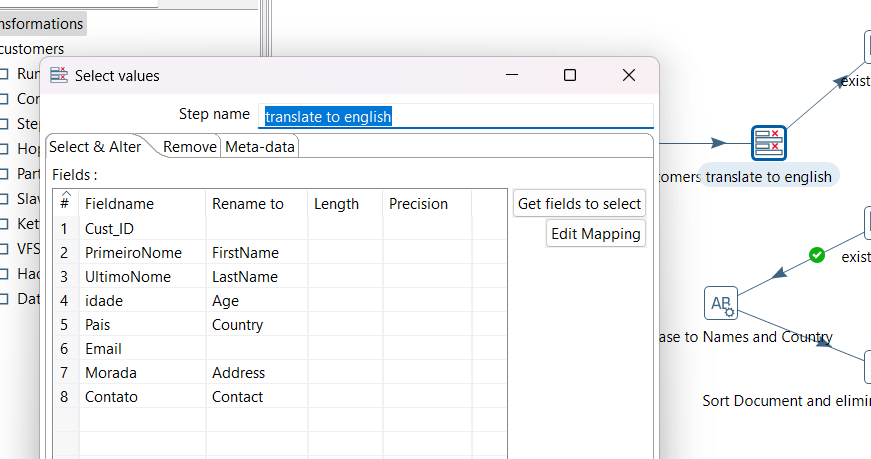 nsformations
customers
Run
Con
Step
Hop
Part
Slav
Ket
VFS
Had
Dat
Select values
Step name
translate to english
Select & Alter
Remove
Meta-data
Fields :
# Fieldname Rename to Length Precision
1 Cust_ID
2 PrimeiroNome FirstName
3 UltimoNome LastName
4 idade Age
5 Pais Country
6 Email
7 Morada Address
8 Contato Contact
Get fields to select
Edit Mapping
exist
tomers
translate to english
exist
AB
ase to Names and Country
Sort Document and elimin